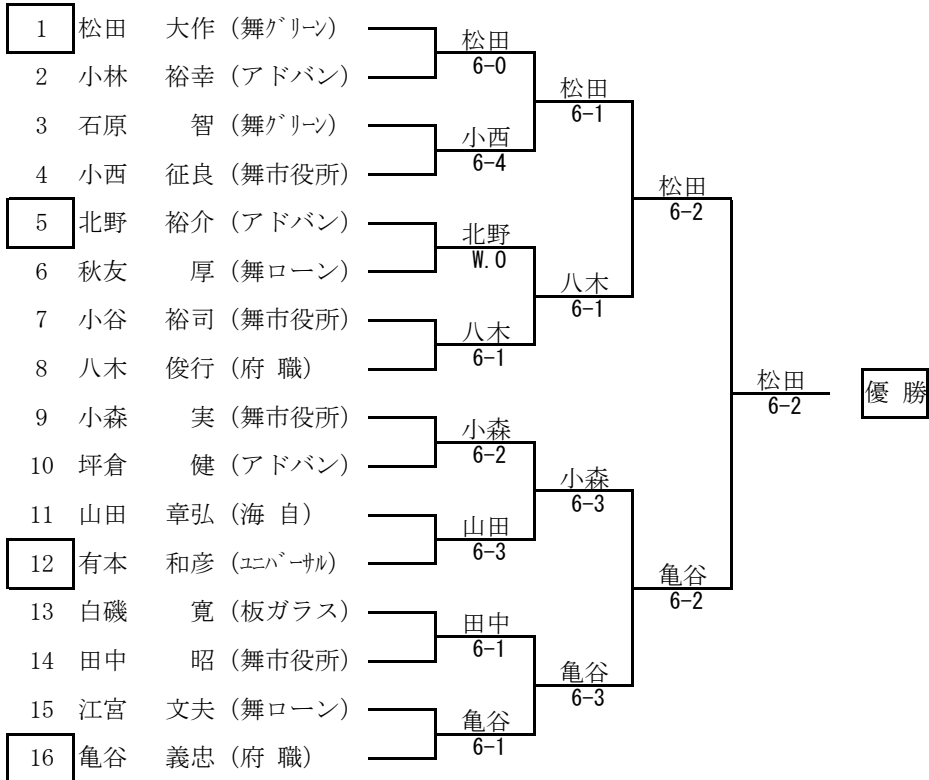 1 松田 大作 (舞グリーン)
松田
6-0
2 小林 裕幸 (アドバン)
松田
6-1
3 石原 智 (舞グリーン)
小西
6-4
4 小西 征良 (舞市役所)
松田
6-2
5 北野 裕介 (アドバン)
北野
W.O
6 秋友 厚 (舞ローン)
八木
6-1
7 小谷 裕司 (舞市役所)
八木
6-1
8 八木 俊行 (府 職)
松田
6-2
優 勝
9 小森 実 (舞市役所)
小森
6-2
10 坪倉 健 (アドバン)
小森
6-3
11 山田 章弘 (海 自)
山田
6-3
12 有本 和彦 (ユニバーサル)
亀谷
6-2
13 白磯 寛 (板ガラス)
田中
6-1
14 田中 昭 (舞市役所)
亀谷
6-3
15 江宮 文夫 (舞ローン)
亀谷
6-1
16 亀谷 義忠 (府 職)